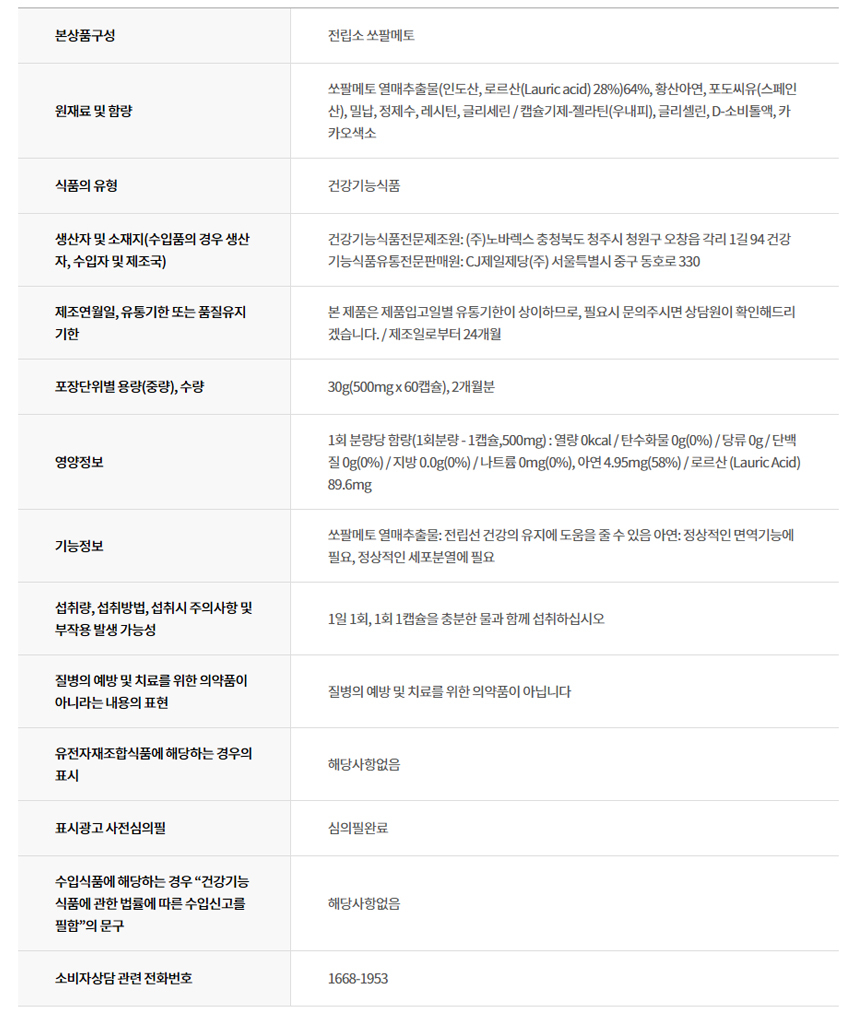 본상품구성
전립소 쏘팔메토
원재료 및 함량
쏘팔메토 열매추출물(인도산, 로르산(Lauric acid) 28%)64%, 황산아연, 포도씨유(스페인
산), 밀납, 정제수, 레시틴, 글리세린 / 캡슐기제-젤라틴(우내피), 글리셀린, D-소비톨액, 카
카오색소
식품의 유형
건강기능식품
생산자 및 소재지(수입품의 경우 생산
자, 수입자 및 제조국)
건강기능식품전문제조원: (주)노바렉스 충청북도 청주시 청원구 오창읍 각리 1길 94 건강
기능식품유통전문판매원: CJ제일제당(주) 서울특별시 중구 동호로 330
제조연월일, 유통기한 또는 품질유지
기한
본 제품은 제품입고일별 유통기한이 상이하므로, 필요시 문의주시면 상담원이 확인해드리
겠습니다. / 제조일로부터 24개월
포장단위별 용량(중량), 수량
30g(500mg x 60캡슐), 2개월분
영양정보
1회 분량당 함량(1회분량 - 1캡슐,500mg) : 열량 0kcal / 탄수화물 0g(0%) / 당류 0g / 단백
질 0g(0%) / 지방 0.0g(0%) / 나트륨 0mg(0%), 아연 4.95mg(58%) / 로르산 (Lauric Acid)
89.6mg
기능정보
쏘팔메토 열매추출물: 전립선 건강의 유지에 도움을 줄 수 있음 아연: 정상적인 면역기능에
필요, 정상적인 세포분열에 필요
섭취량, 섭취방법, 섭취시 주의사항 및
부작용 발생 가능성
1일 1회, 1회 1캡슐을 충분한 물과 함께 섭취하십시오
질병의 예방 및 치료를 위한 의약품이
아니라는 내용의 표현
질병의 예방 및 치료를 위한 의약품이 아닙니다
유전자재조합식품에 해당하는 경우의
표시
해당사항없음
표시광고 사전심의필
심의필완료
수입식품에 해당하는 경우 “건강기능
식품에 관한 법률에 따른 수입신고를
필함”의 문구
해당사항없음
소비자상담 관련 전화번호
1668-1953